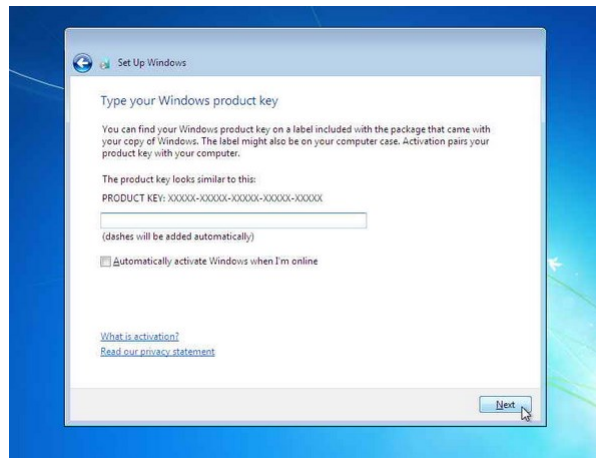 Set Up Windows
Type your Windows product key
You can find your Windows product key on a label included with the package that came with
your copy of Windows. The label might also be on your computer case. Activation pairs your
product key with your computer.
The product key looks similar to this:
PRODUCT KEY: XXXXX-XXXXX-XXXXX-XXXXX-XXXXX
(dashes will be added automatically)
Automatically activate Windows when I'm online
What is activation?
Read our privacy statement
Next